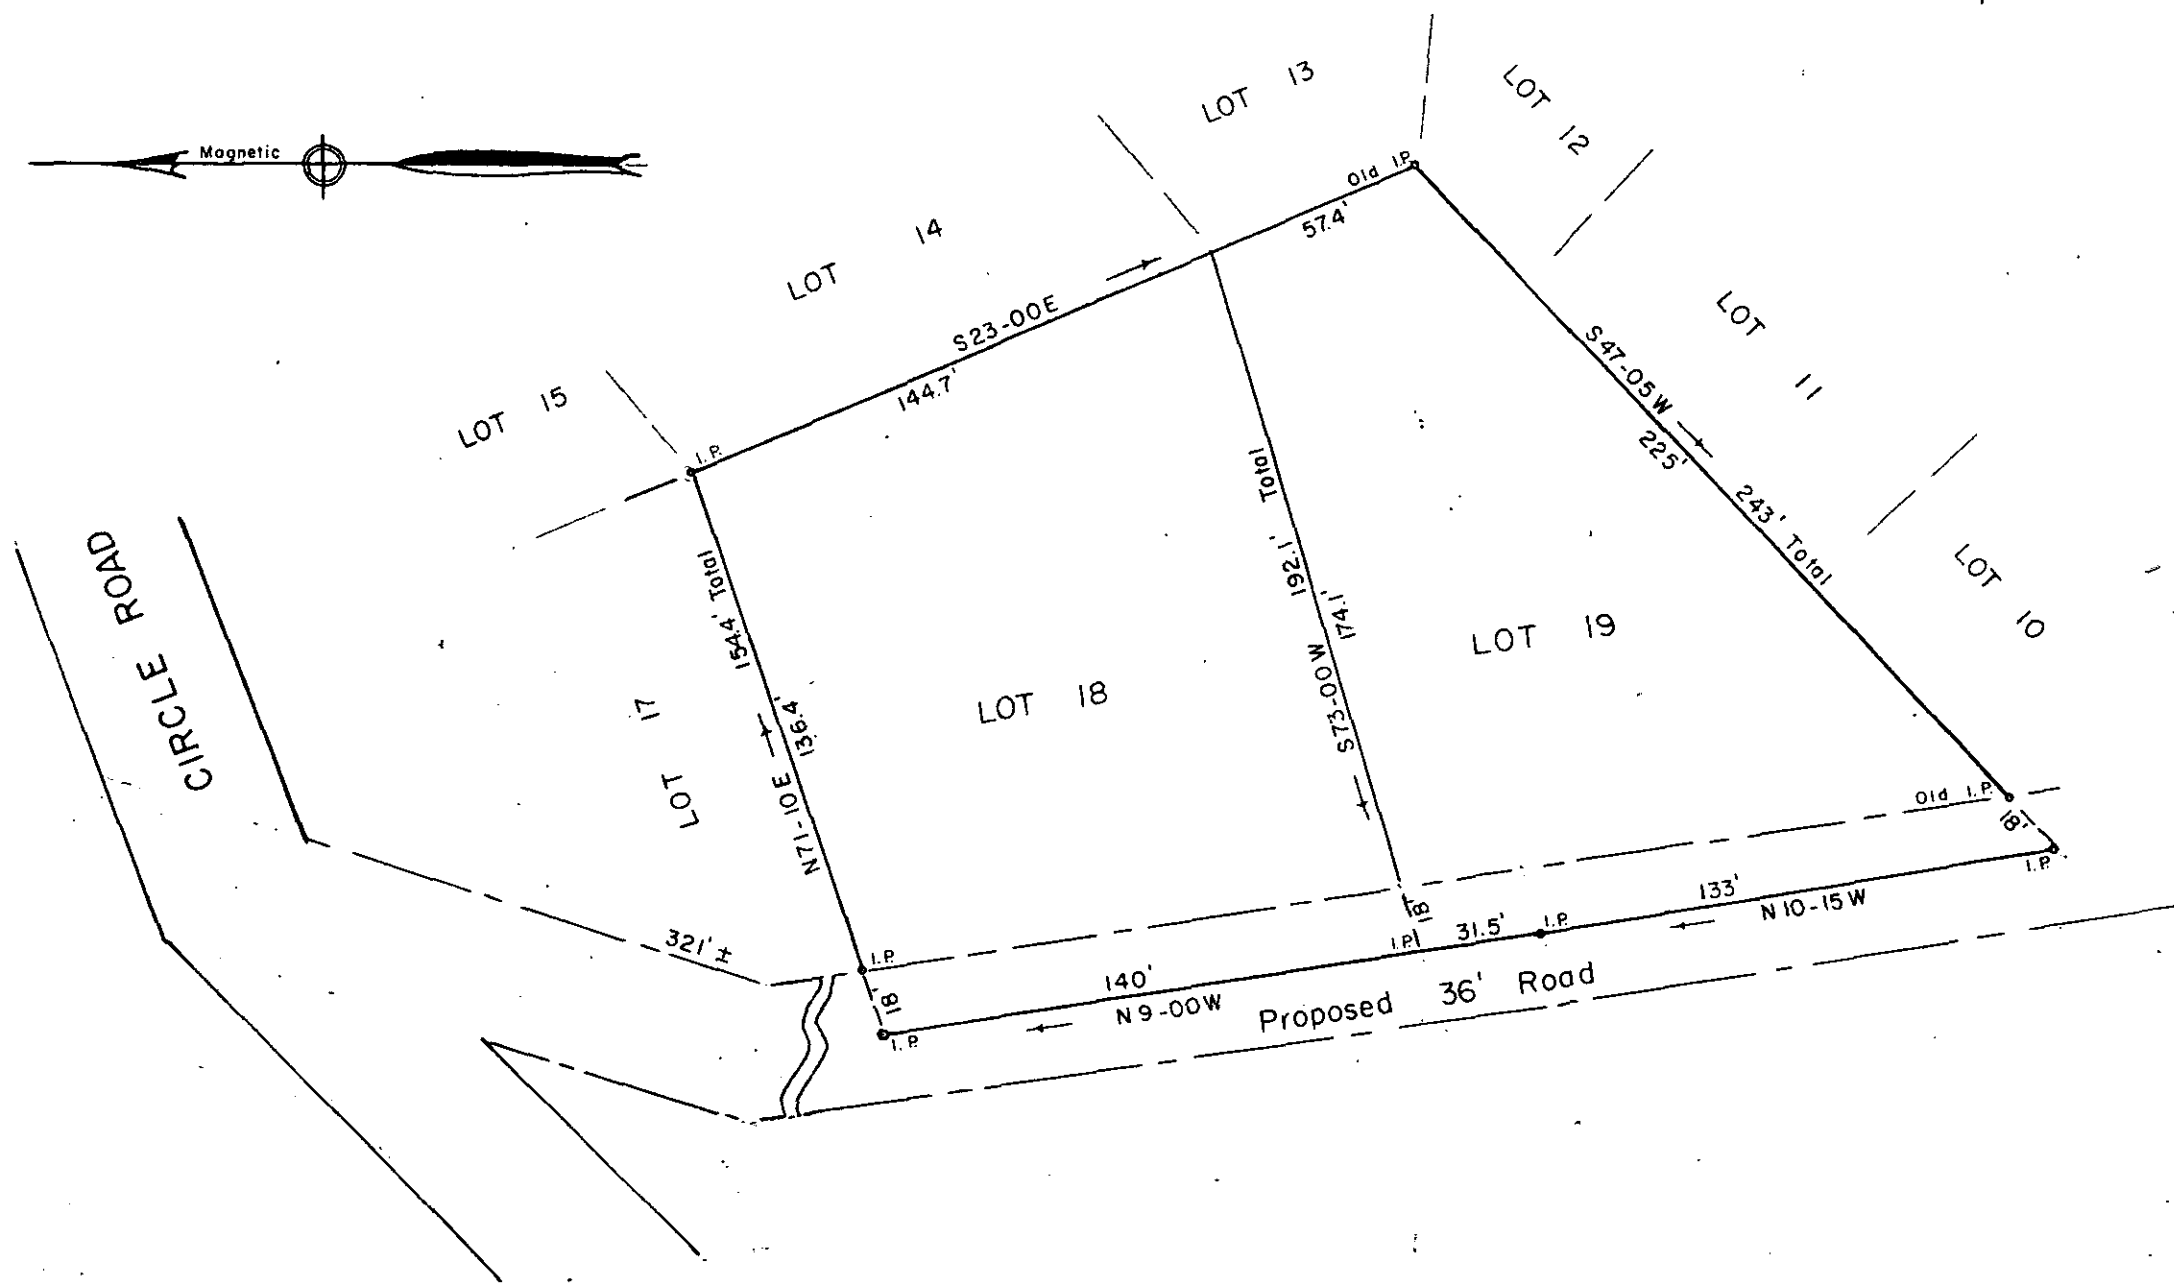 Magnetic
LOT 13
LOT 12
Old I.P.
57.4'
LOT 14
S23-00E
144.7'
LOT 15
I.P.
LOT 11
S47-05W
225'
243' Total
LOT 10
CIRCLE ROAD
154.4' Total
136.4'
N71-10E
LOT 17
LOT 18
192.1' Total
174.1'
S73-00W
LOT 19
Old I.P.
18'
I.P.
133'
N10-15W
18'
I.P.
31.5'
I.P.
321'±
I.P.
18'
I.P.
140'
N9-00W
Proposed 36' Road